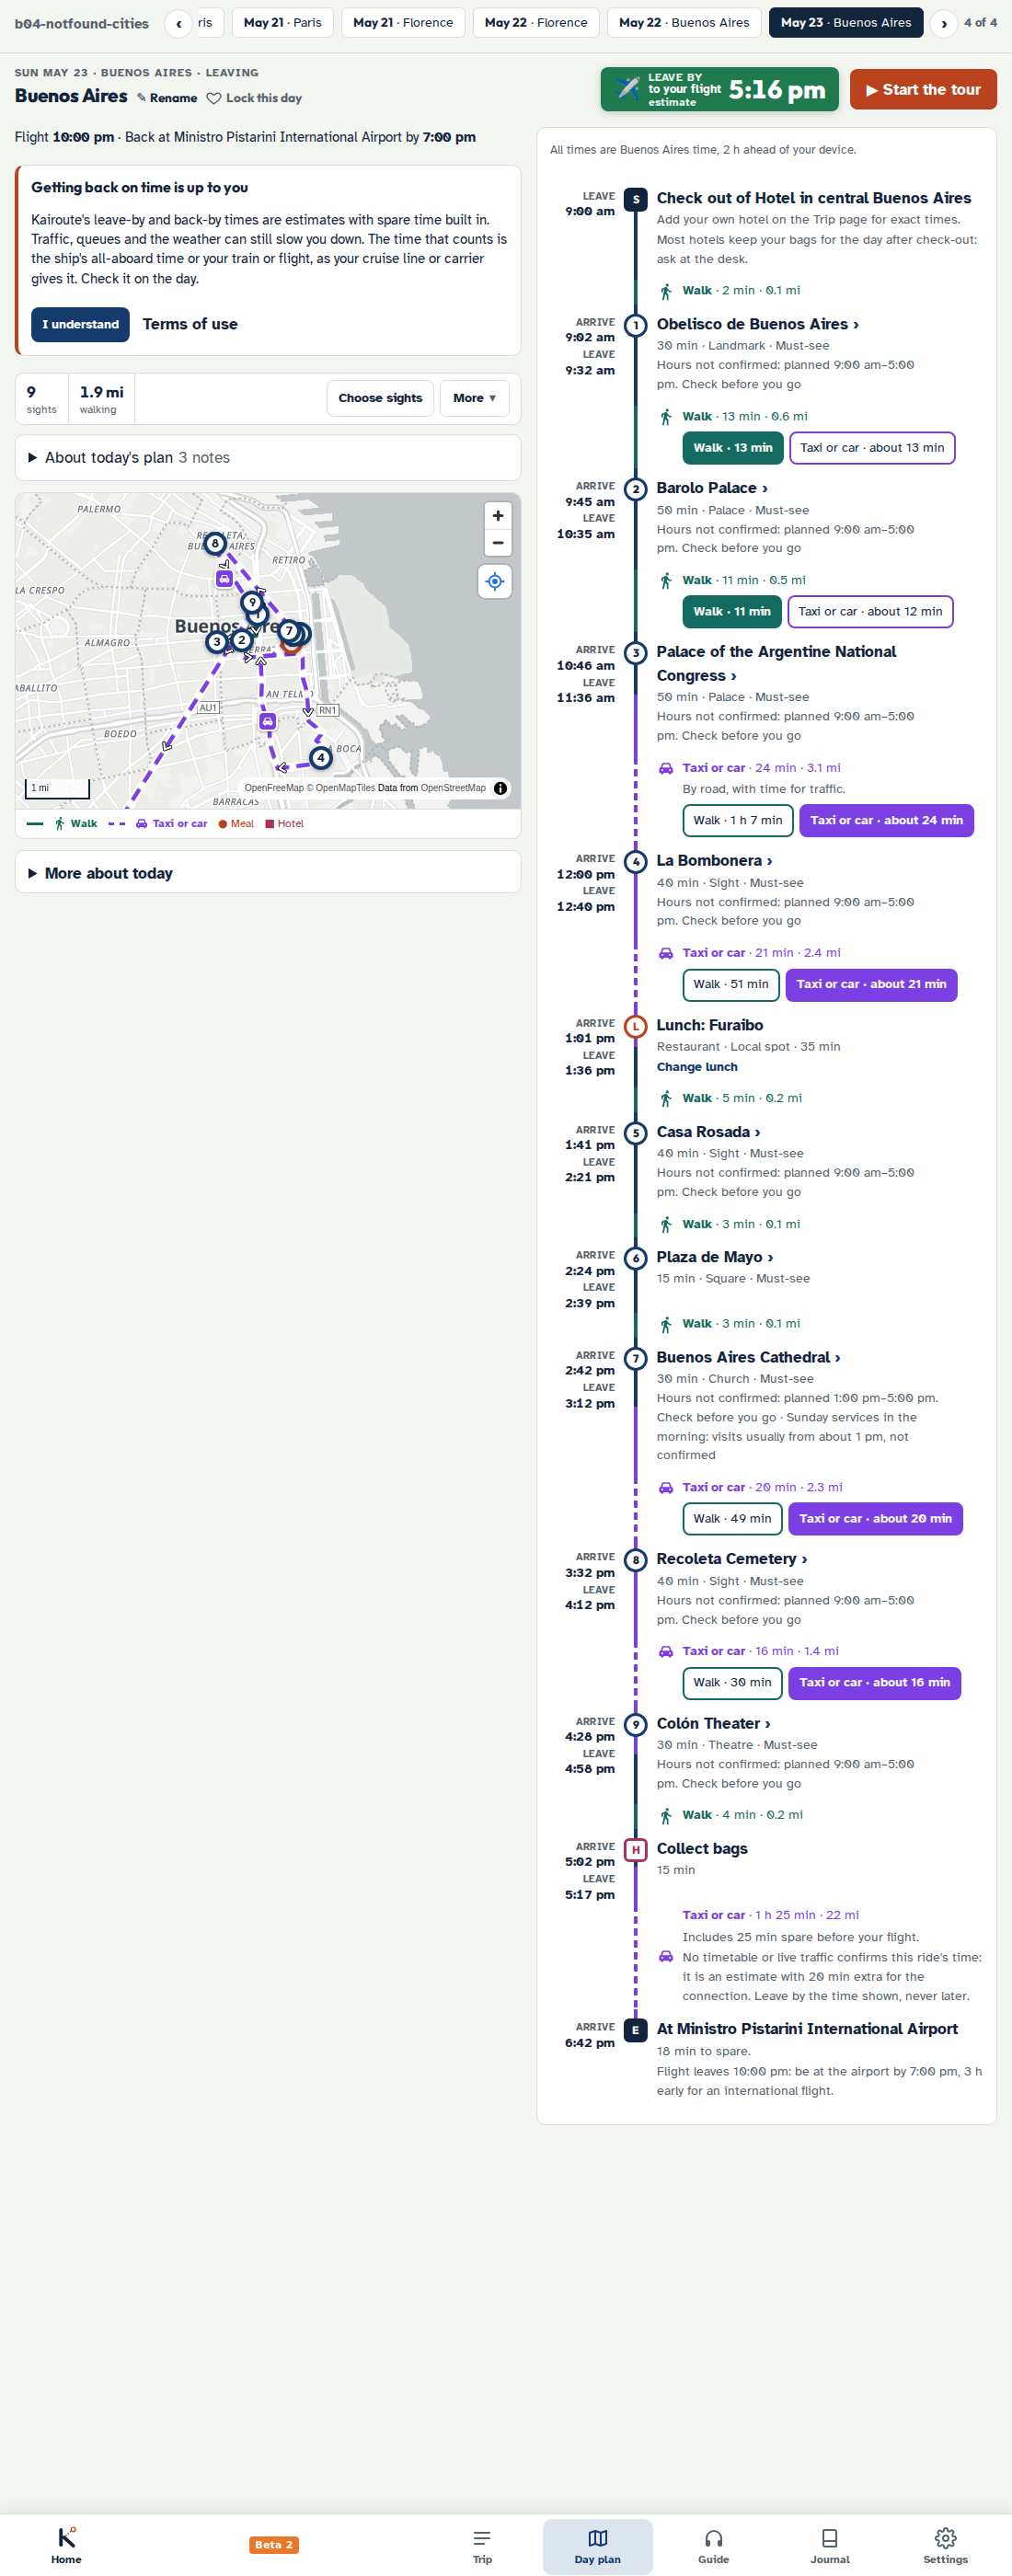 b04-notfound-cities
‹
ris
May 21 · Paris
May 21 · Florence
May 22 · Florence
May 22 · Buenos Aires
May 23 · Buenos Aires
›
4 of 4
SUN MAY 23 · BUENOS AIRES · LEAVING
Buenos Aires
✎ Rename
Lock this day
LEAVE BY
to your flight
estimate
5:16 pm
▶ Start the tour
Flight 10:00 pm · Back at Ministro Pistarini International Airport by 7:00 pm
Getting back on time is up to you
Kairoute's leave-by and back-by times are estimates with spare time built in.
Traffic, queues and the weather can still slow you down. The time that counts is
the ship's all-aboard time or your train or flight, as your cruise line or carrier
gives it. Check it on the day.
I understand
Terms of use
9
sights
1.9 mi
walking
Choose sights
More ▼
▶ About today's plan 3 notes
PALERMO
BU
AIRES
RETIRO
LA CRESPO
Buenos
ALMAGRO
ABALLITO
AU1
RN1
BOEDO
BOCA
BARRACAS
8
9
1
7
3
2
4
+
−
1 mi
OpenFreeMap © OpenMapTiles Data from OpenStreetMap
Walk
Taxi or car
Meal
Hotel
▶ More about today
All times are Buenos Aires time, 2 h ahead of your device.
LEAVE
9:00 am
S
Check out of Hotel in central Buenos Aires
Add your own hotel on the Trip page for exact times.
Most hotels keep your bags for the day after check-out:
ask at the desk.
Walk · 2 min · 0.1 mi
ARRIVE
9:02 am
LEAVE
9:32 am
1
Obelisco de Buenos Aires ›
30 min · Landmark · Must-see
Hours not confirmed: planned 9:00 am–5:00
pm. Check before you go
Walk · 13 min · 0.6 mi
Walk · 13 min
Taxi or car · about 13 min
ARRIVE
9:45 am
LEAVE
10:35 am
2
Barolo Palace ›
50 min · Palace · Must-see
Hours not confirmed: planned 9:00 am–5:00
pm. Check before you go
Walk · 11 min · 0.5 mi
Walk · 11 min
Taxi or car · about 12 min
ARRIVE
10:46 am
LEAVE
11:36 am
3
Palace of the Argentine National
Congress ›
50 min · Palace · Must-see
Hours not confirmed: planned 9:00 am–5:00
pm. Check before you go
Taxi or car · 24 min · 3.1 mi
By road, with time for traffic.
Walk · 1 h 7 min
Taxi or car · about 24 min
ARRIVE
12:00 pm
LEAVE
12:40 pm
4
La Bombonera ›
40 min · Sight · Must-see
Hours not confirmed: planned 9:00 am–5:00
pm. Check before you go
Taxi or car · 21 min · 2.4 mi
Walk · 51 min
Taxi or car · about 21 min
ARRIVE
1:01 pm
LEAVE
1:36 pm
L
Lunch: Furaibo
Restaurant · Local spot · 35 min
Change lunch
Walk · 5 min · 0.2 mi
ARRIVE
1:41 pm
LEAVE
2:21 pm
5
Casa Rosada ›
40 min · Sight · Must-see
Hours not confirmed: planned 9:00 am–5:00
pm. Check before you go
Walk · 3 min · 0.1 mi
ARRIVE
2:24 pm
LEAVE
2:39 pm
6
Plaza de Mayo ›
15 min · Square · Must-see
Walk · 3 min · 0.1 mi
ARRIVE
2:42 pm
LEAVE
3:12 pm
7
Buenos Aires Cathedral ›
30 min · Church · Must-see
Hours not confirmed: planned 1:00 pm–5:00 pm.
Check before you go · Sunday services in the
morning: visits usually from about 1 pm, not
confirmed
Taxi or car · 20 min · 2.3 mi
Walk · 49 min
Taxi or car · about 20 min
ARRIVE
3:32 pm
LEAVE
4:12 pm
8
Recoleta Cemetery ›
40 min · Sight · Must-see
Hours not confirmed: planned 9:00 am–5:00
pm. Check before you go
Taxi or car · 16 min · 1.4 mi
Walk · 30 min
Taxi or car · about 16 min
ARRIVE
4:28 pm
LEAVE
4:58 pm
9
Colón Theater ›
30 min · Theatre · Must-see
Hours not confirmed: planned 9:00 am–5:00
pm. Check before you go
Walk · 4 min · 0.2 mi
ARRIVE
5:02 pm
LEAVE
5:17 pm
H
Collect bags
15 min
Taxi or car · 1 h 25 min · 22 mi
Includes 25 min spare before your flight.
No timetable or live traffic confirms this ride's time:
it is an estimate with 20 min extra for the
connection. Leave by the time shown, never later.
ARRIVE
6:42 pm
E
At Ministro Pistarini International Airport
18 min to spare.
Flight leaves 10:00 pm: be at the airport by 7:00 pm, 3 h
early for an international flight.
Home
Beta 2
Trip
Day plan
Guide
Journal
Settings